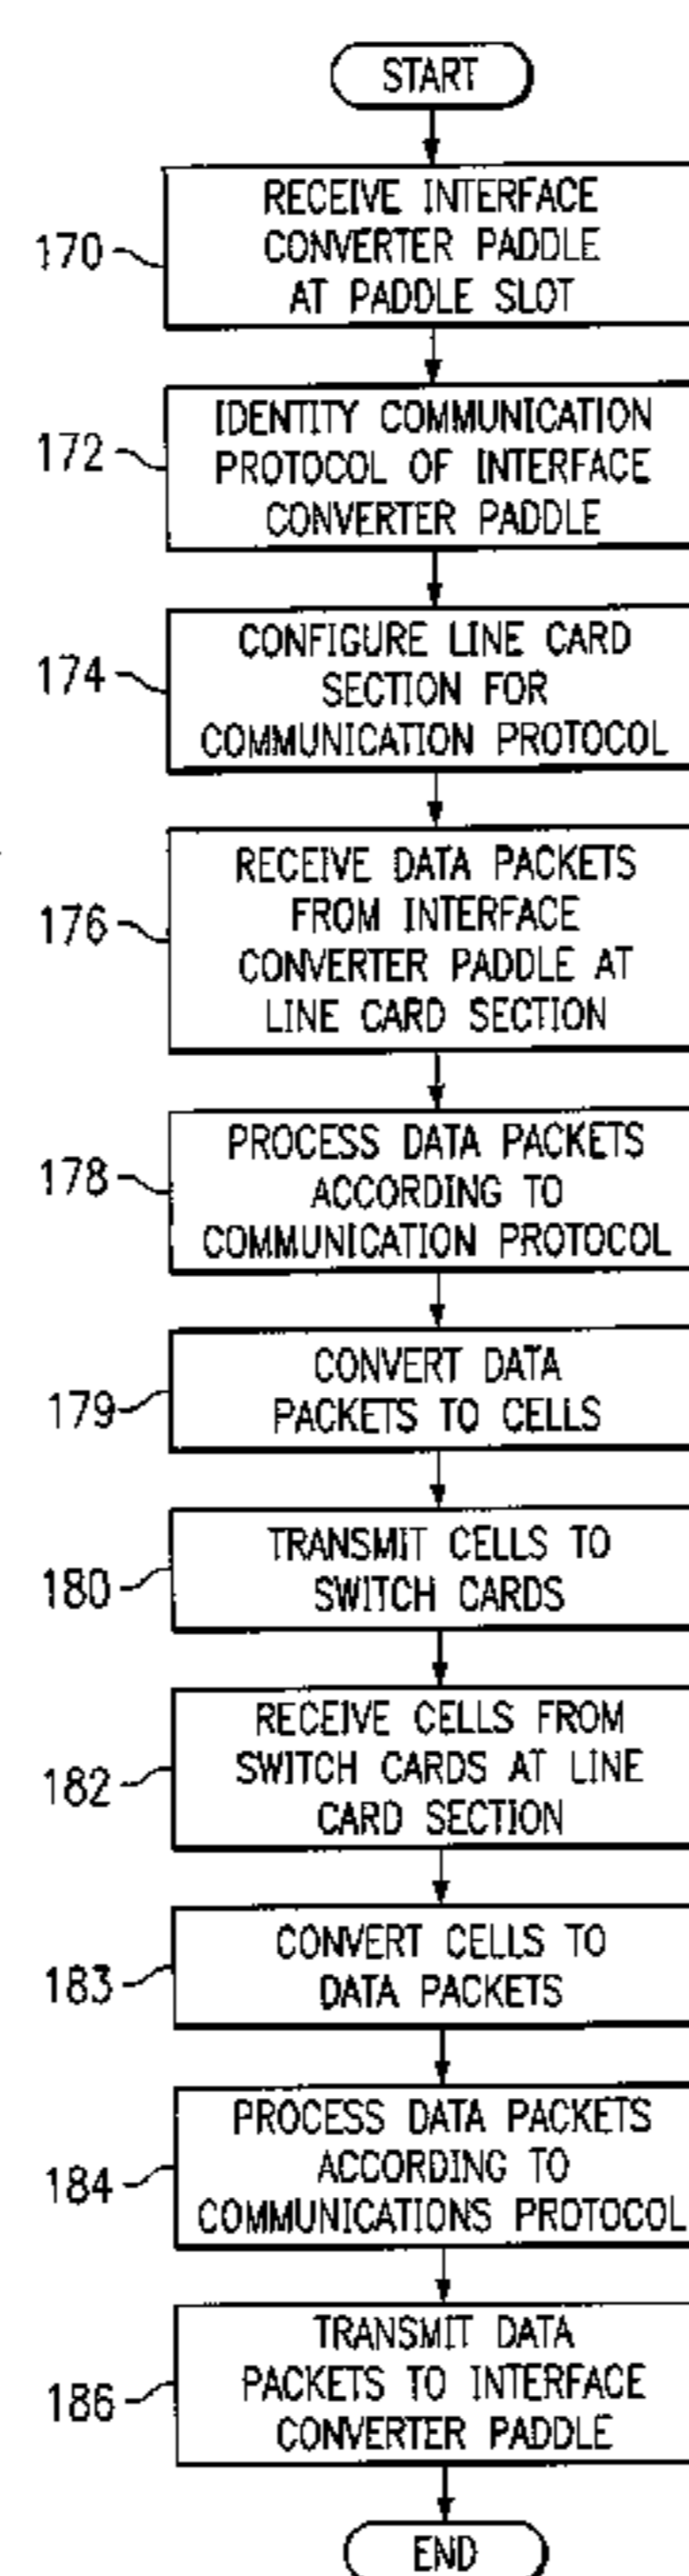 START
170
RECEIVE INTERFACE
CONVERTER PADDLE
AT PADDLE SLOT
172
IDENTITY COMMUNICATION
PROTOCOL OF INTERFACE
CONVERTER PADDLE
174
CONFIGURE LINE CARD
SECTION FOR
COMMUNICATION PROTOCOL
176
RECEIVE DATA PACKETS
FROM INTERFACE
CONVERTER PADDLE AT
LINE CARD SECTION
178
PROCESS DATA PACKETS
ACCORDING TO
COMMUNICATION PROTOCOL
179
CONVERT DATA
PACKETS TO CELLS
180
TRANSMIT CELLS TO
SWITCH CARDS
182
RECEIVE CELLS FROM
SWITCH CARDS AT LINE
CARD SECTION
183
CONVERT CELLS TO
DATA PACKETS
184
PROCESS DATA PACKETS
ACCORDING TO
COMMUNICATIONS PROTOCOL
186
TRANSMIT DATA
PACKETS TO INTERFACE
CONVERTER PADDLE
END